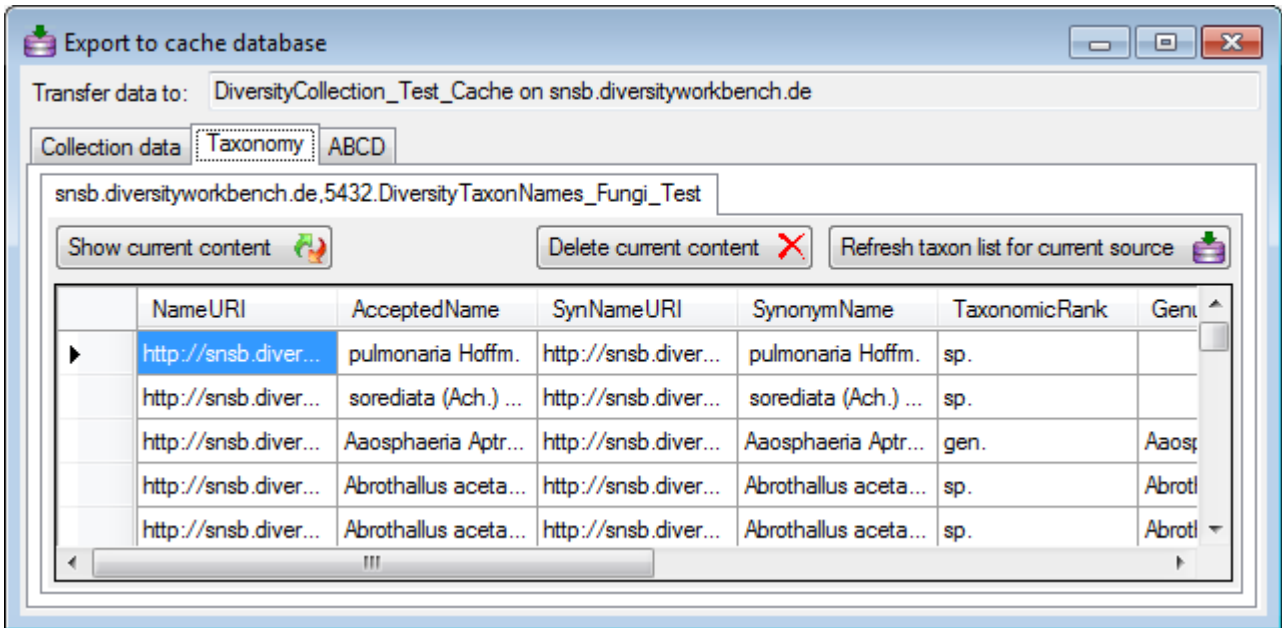 Export to cache database
Transfer data to: DiversityCollection_Test_Cache on snsb.diversityworkbench.de
Collection data Taxonomy ABCD
snsb.diversityworkbench.de,5432.DiversityTaxonNames_Fungi_Test
Show current content Delete current content Refresh taxon list for current source
NameURI AcceptedName SynNameURI SynonymName TaxonomicRank Genu
http://snsb.diver... pulmonaria Hoffm. http://snsb.diver... pulmonaria Hoffm. sp.
http://snsb.diver... sorediata (Ach.) ... http://snsb.diver... sorediata (Ach.) ... sp.
http://snsb.diver... Aaosphaeria Aptr... http://snsb.diver... Aaosphaeria Aptr... gen. Aaosp
http://snsb.diver... Abrothallus aceta... http://snsb.diver... Abrothallus aceta... sp. Abroth
http://snsb.diver... Abrothallus aceta... http://snsb.diver... Abrothallus aceta... sp. Abroth